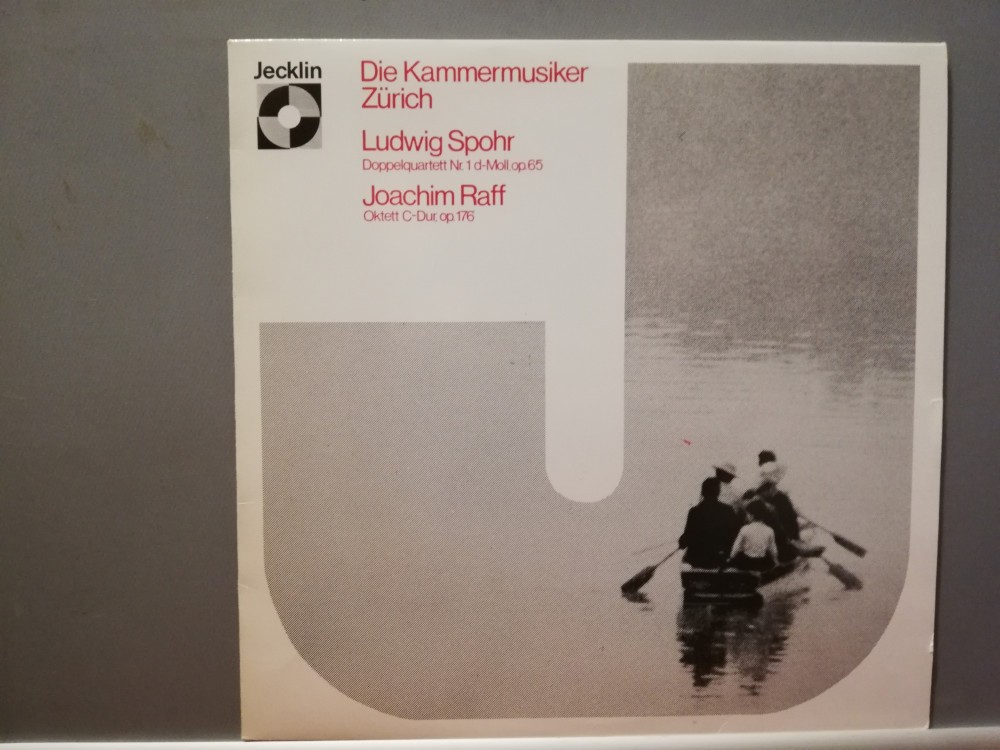 Jecklin
Die Kammermusiker
Zürich
Ludwig Spohr
Doppelquartett Nr. 1 d-Moll, op. 65
Joachim Raff
Oktett C-Dur, op. 176